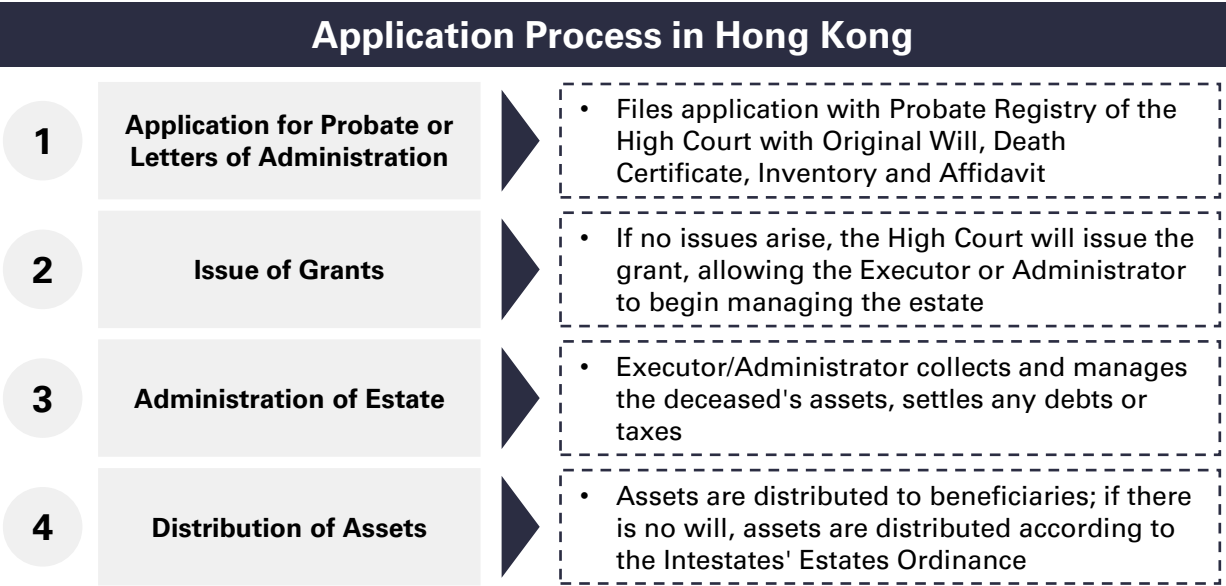 Application Process in Hong Kong
1
Application for Probate or
Letters of Administration
• Files application with Probate Registry of the
High Court with Original Will, Death
Certificate, Inventory and Affidavit
2
Issue of Grants
• If no issues arise, the High Court will issue the
grant, allowing the Executor or Administrator
to begin managing the estate
3
Administration of Estate
• Executor/Administrator collects and manages
the deceased's assets, settles any debts or
taxes
4
Distribution of Assets
• Assets are distributed to beneficiaries; if there
is no will, assets are distributed according to
the Intestates' Estates Ordinance